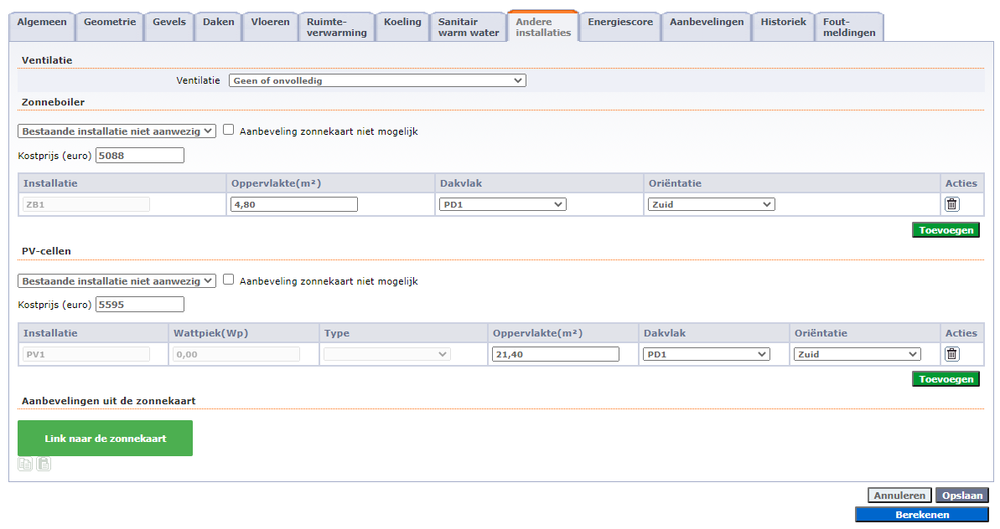 Algemeen
Geometrie
Gevels
Daken
Vloeren
Ruimte-
verwarming
Koeling
Sanitair
warm water
Andere
installaties
Energiescore
Aanbevelingen
Historiek
Fout-
meldingen
Ventilatie
Ventilatie Geen of onvolledig
Zonneboiler
Bestaande installatie niet aanwezig Aanbeveling zonnekaart niet mogelijk
Kostprijs (euro) 5088
Installatie Oppervlakte(m²) Dakvlak Oriëntatie Acties
ZB1 4,80 PD1 Zuid
Toevoegen
PV-cellen
Bestaande installatie niet aanwezig Aanbeveling zonnekaart niet mogelijk
Kostprijs (euro) 5595
Installatie Wattpiek(Wp) Type Oppervlakte(m²) Dakvlak Oriëntatie Acties
PV1 0,00 21,40 PD1 Zuid
Toevoegen
Aanbevelingen uit de zonnekaart
Link naar de zonnekaart
Annuleren Opslaan
Berekenen